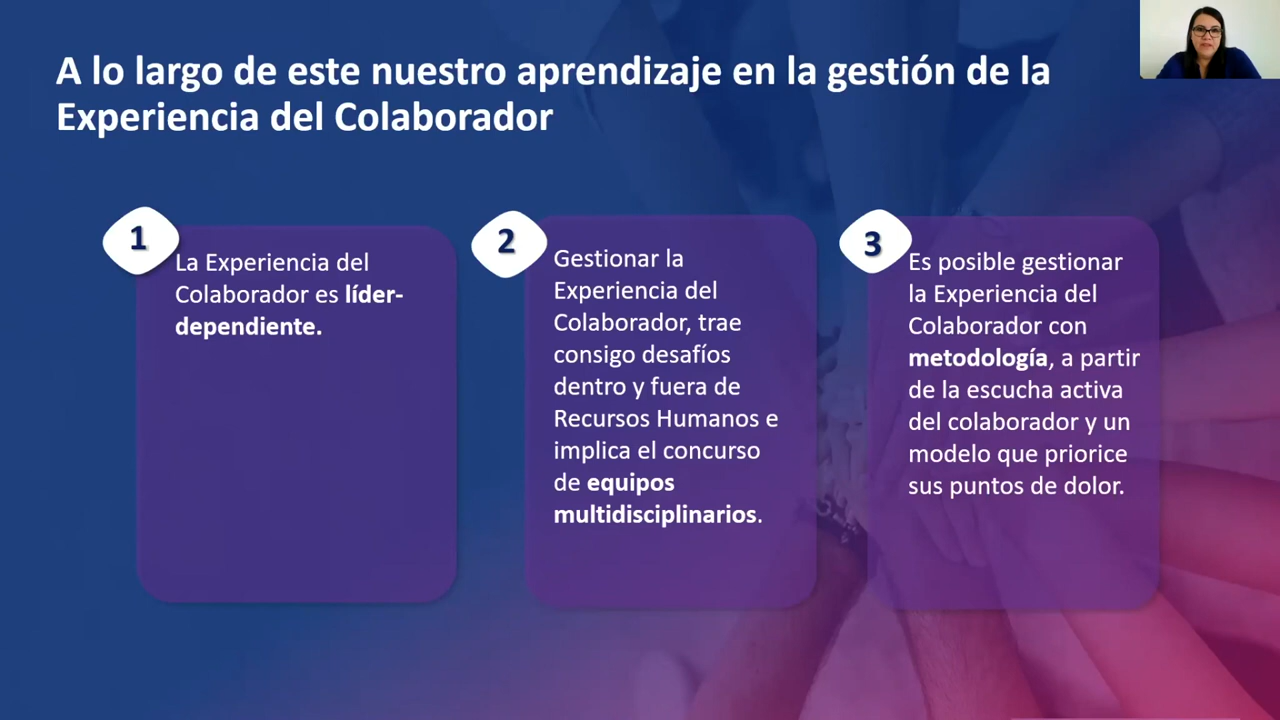 A lo largo de este nuestro aprendizaje en la gestión de la
Experiencia del Colaborador
1
La Experiencia del
Colaborador es líder-
dependiente.
2
Gestionar la
Experiencia del
Colaborador, trae
consigo desafíos
dentro y fuera de
Recursos Humanos e
implica el concurso
de equipos
multidisciplinarios.
3
Es posible gestionar
la Experiencia del
Colaborador con
metodología, a partir
de la escucha activa
del colaborador y un
modelo que priorice
sus puntos de dolor.